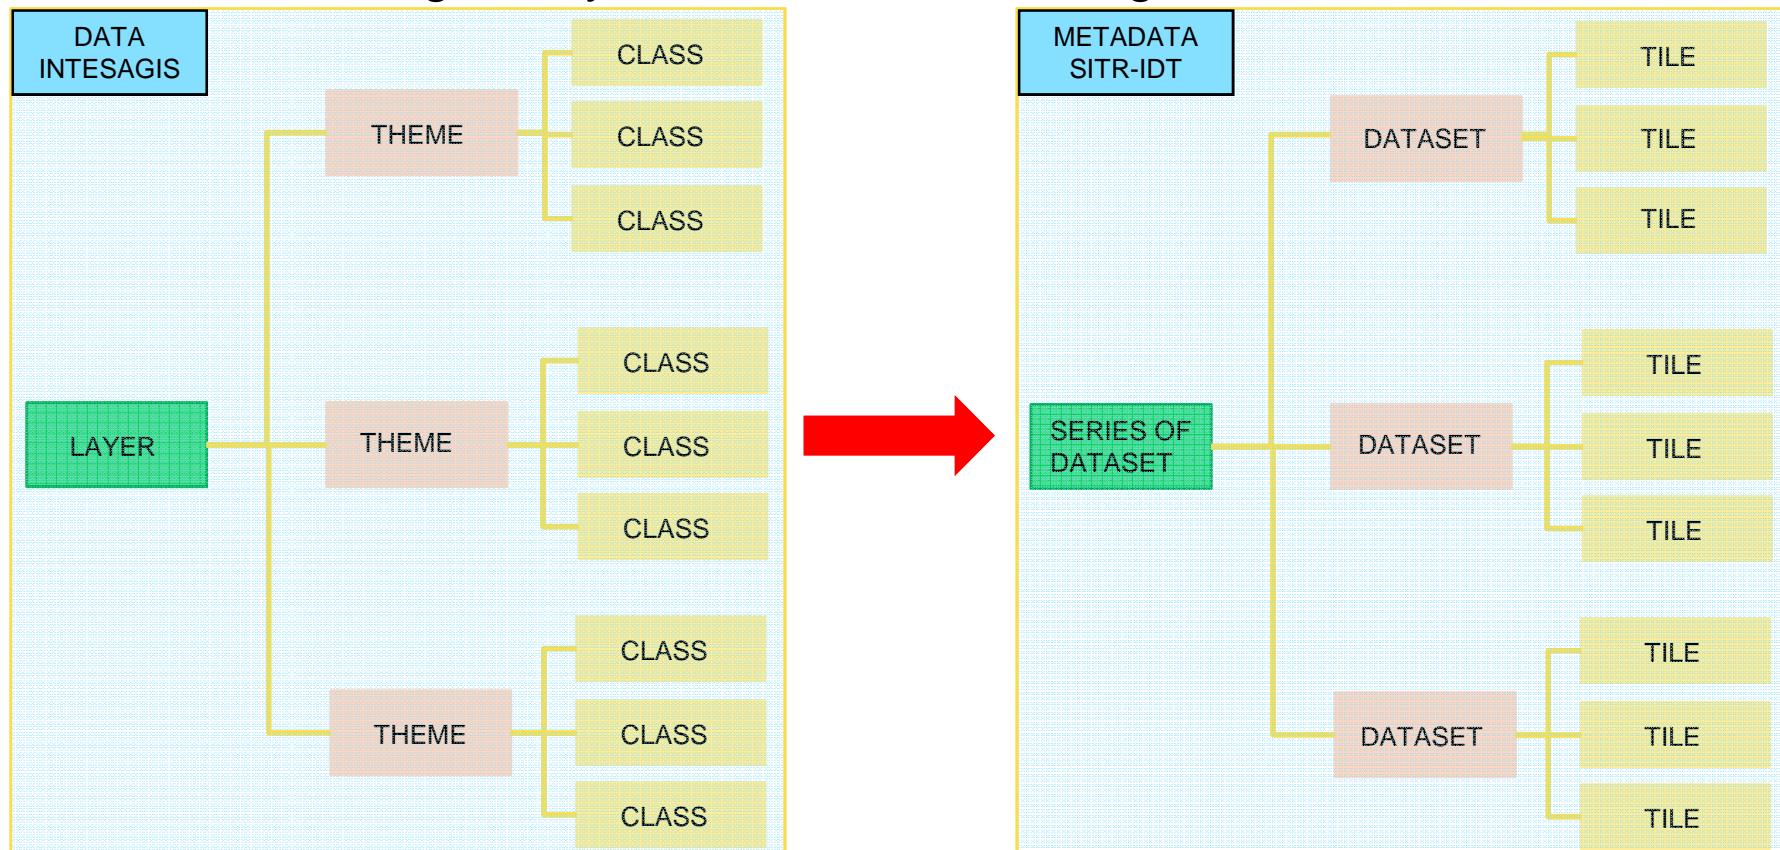 DATA
INTESAGIS
CLASS
THEME
CLASS
CLASS
CLASS
LAYER
THEME
CLASS
CLASS
CLASS
THEME
CLASS
CLASS
METADATA
SITR-IDT
TILE
DATASET
TILE
TILE
TILE
SERIES OF
DATASET
DATASET
TILE
TILE
TILE
DATASET
TILE
TILE